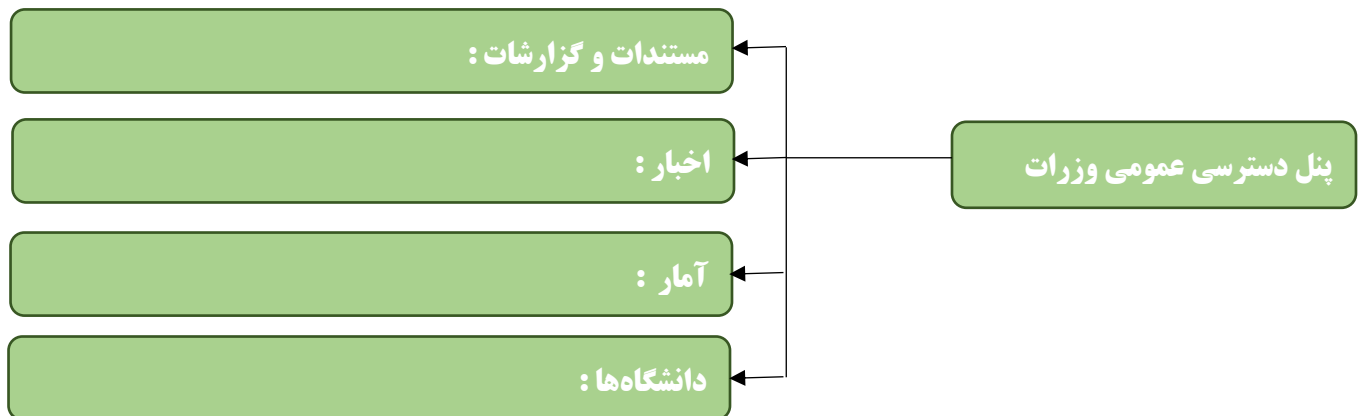 پنل دسترسی عمومی وزرات
مستندات و گزارشات :
اخبار :
آمار :
دانشگاه‌ها :